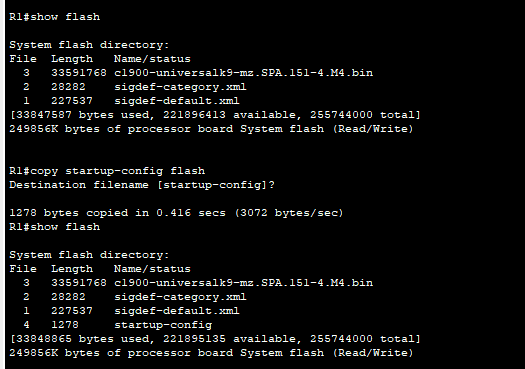 R1#show flash
System flash directory:
File  Length   Name/status
  3   33591768 c1900-universalk9-mz.SPA.151-4.M4.bin
  2   28282    sigdef-category.xml
  1   227537   sigdef-default.xml
[33847587 bytes used, 221896413 available, 255744000 total]
249856K bytes of processor board System flash (Read/Write)
R1#copy startup-config flash
Destination filename [startup-config]?
1278 bytes copied in 0.416 secs (3072 bytes/sec)
R1#show flash
System flash directory:
File  Length   Name/status
  3   33591768 c1900-universalk9-mz.SPA.151-4.M4.bin
  2   28282    sigdef-category.xml
  1   227537   sigdef-default.xml
  4   1278     startup-config
[33848865 bytes used, 221895135 available, 255744000 total]
249856K bytes of processor board System flash (Read/Write)